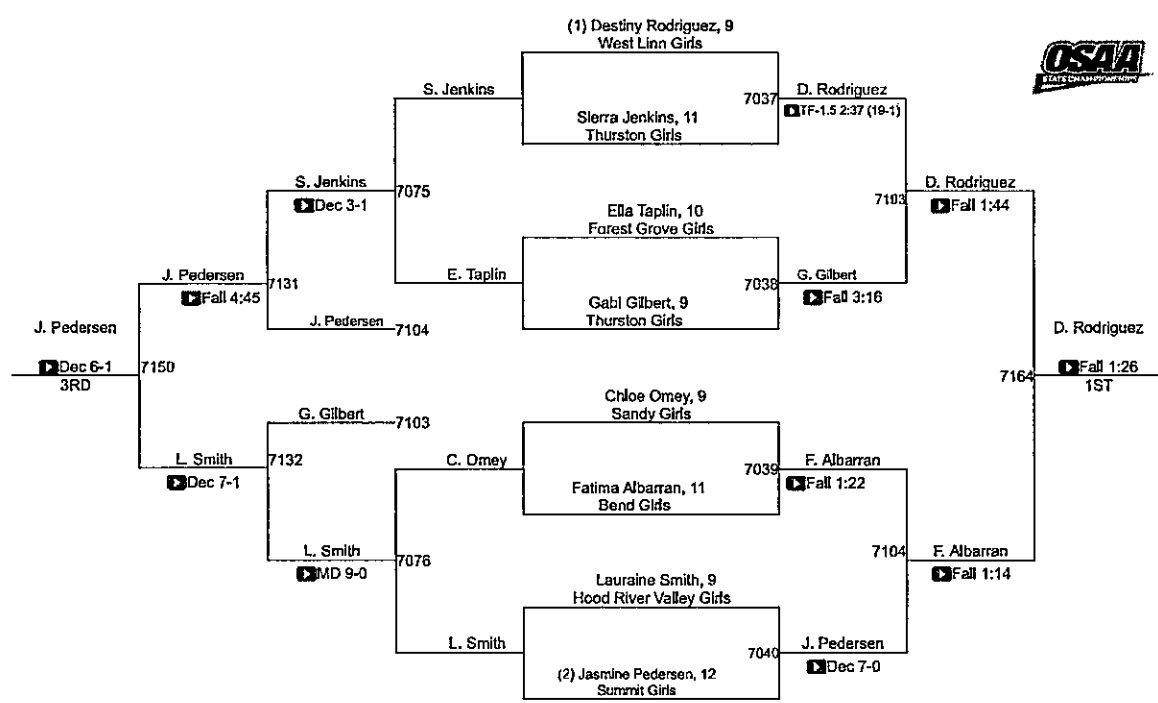 (1) Destiny Rodriguez, 9
West Linn Girls
OSAA
STATE CHAMPIONSHIPS
S. Jenkins
7037
D. Rodriguez
TF-1.5 2:37 (19-1)
Sierra Jenkins, 11
Thurston Girls
S. Jenkins
7075
Dec 3-1
7103
D. Rodriguez
Fall 1:44
Ella Taplin, 10
Forest Grove Girls
J. Pedersen
7131
Fall 4:45
E. Taplin
7038
G. Gilbert
Fall 3:16
Gabi Gilbert, 9
Thurston Girls
J. Pedersen
7104
J. Pedersen
Dec 6-1
7150
3RD
D. Rodriguez
7164
Fall 1:26
1ST
Chloe Omey, 9
Sandy Girls
G. Gilbert
7103
L. Smith
7132
Dec 7-1
C. Omey
7039
F. Albarran
Fall 1:22
Fatima Albarran, 11
Bend Girls
L. Smith
7076
MD 9-0
7104
F. Albarran
Fall 1:14
Lauraine Smith, 9
Hood River Valley Girls
L. Smith
7040
J. Pedersen
Dec 7-0
(2) Jasmine Pedersen, 12
Summit Girls